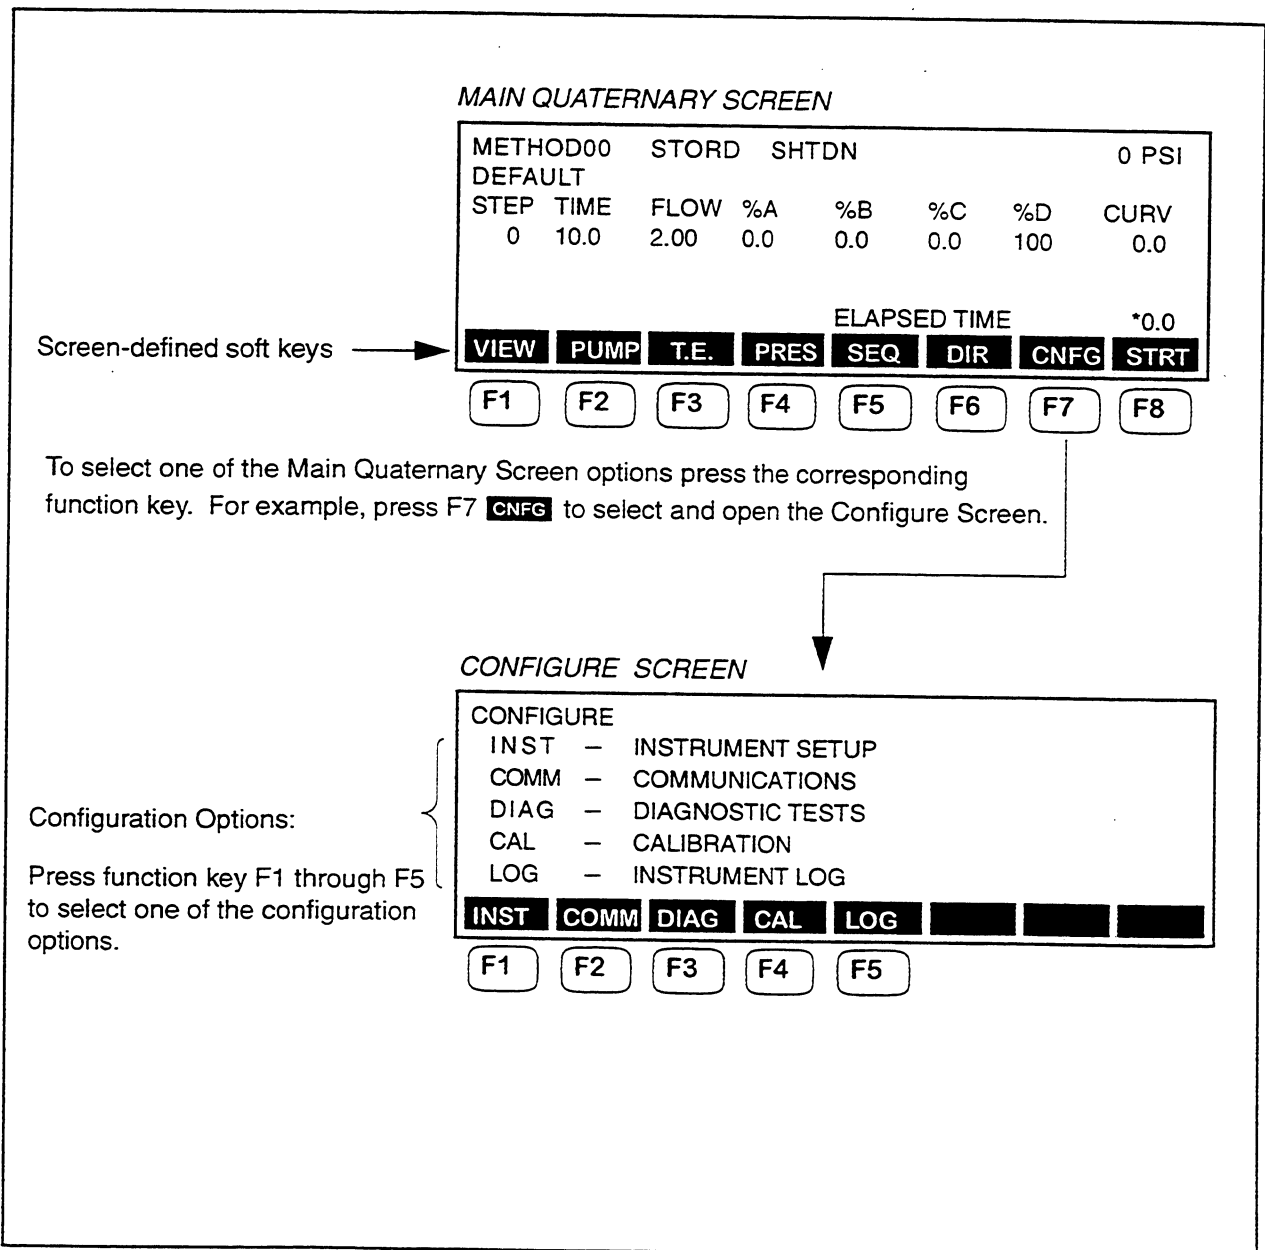 MAIN QUATERNARY SCREEN
METHOD00 STORD SHTDN 0 PSI
DEFAULT
STEP TIME FLOW %A %B %C %D CURV
0 10.0 2.00 0.0 0.0 0.0 100 0.0
ELAPSED TIME *0.0
Screen-defined soft keys
VIEW PUMP T.E. PRES SEQ DIR CNFG STRT
F1 F2 F3 F4 F5 F6 F7 F8
To select one of the Main Quaternary Screen options press the corresponding
function key. For example, press F7 CNFG to select and open the Configure Screen.
CONFIGURE SCREEN
CONFIGURE
INST – INSTRUMENT SETUP
COMM – COMMUNICATIONS
DIAG – DIAGNOSTIC TESTS
CAL – CALIBRATION
LOG – INSTRUMENT LOG
Configuration Options:
Press function key F1 through F5
to select one of the configuration
options.
INST COMM DIAG CAL LOG
F1 F2 F3 F4 F5